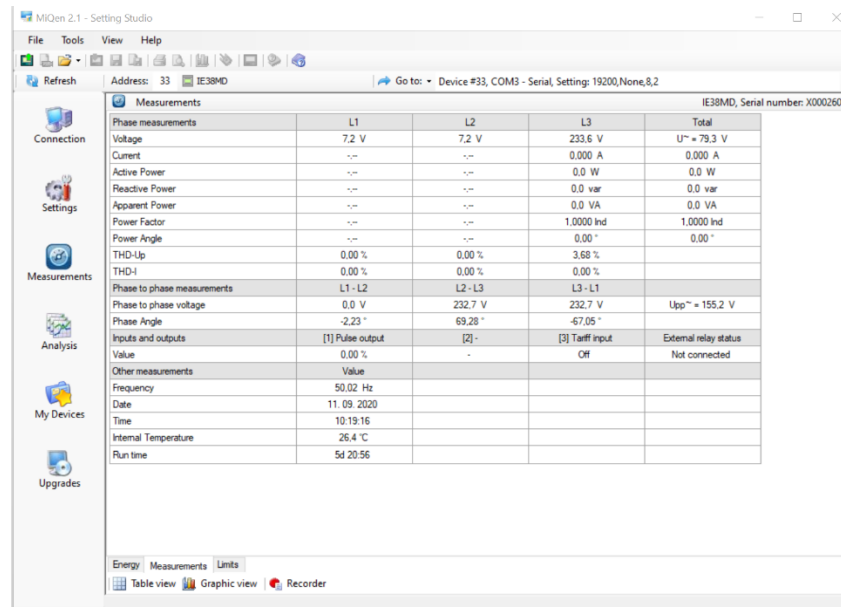 MiQen 2.1 - Setting Studio
File Tools View Help
Refresh Address: 33 IE38MD Go to: Device #33, COM3 - Serial, Setting: 19200,None,8,2
Measurements IE38MD, Serial number: X000260
Connection
Settings
Measurements
Analysis
My Devices
Upgrades
Phase measurements L1 L2 L3 Total
Voltage 7,2 V 7,2 V 233,6 V U~ = 79,3 V
Current -,-- -,-- 0,000 A 0,000 A
Active Power -,-- -,-- 0,0 W 0,0 W
Reactive Power -,-- -,-- 0,0 var 0,0 var
Apparent Power -,-- -,-- 0,0 VA 0,0 VA
Power Factor -,-- -,-- 1,0000 Ind 1,0000 Ind
Power Angle -,-- -,-- 0,00 ° 0,00 °
THD-Up 0,00 % 0,00 % 3,68 %
THD-I 0,00 % 0,00 % 0,00 %
Phase to phase measurements L1 - L2 L2 - L3 L3 - L1
Phase to phase voltage 0,0 V 232,7 V 232,7 V Upp~ = 155,2 V
Phase Angle -2,23 ° 69,28 ° -67,05 °
Inputs and outputs [1] Pulse output [2] - [3] Tariff input External relay status
Value 0,00 % - Off Not connected
Other measurements Value
Frequency 50,02 Hz
Date 11. 09. 2020
Time 10:19:16
Internal Temperature 26,4 °C
Run time 5d 20:56
Energy Measurements Limits
Table view Graphic view Recorder